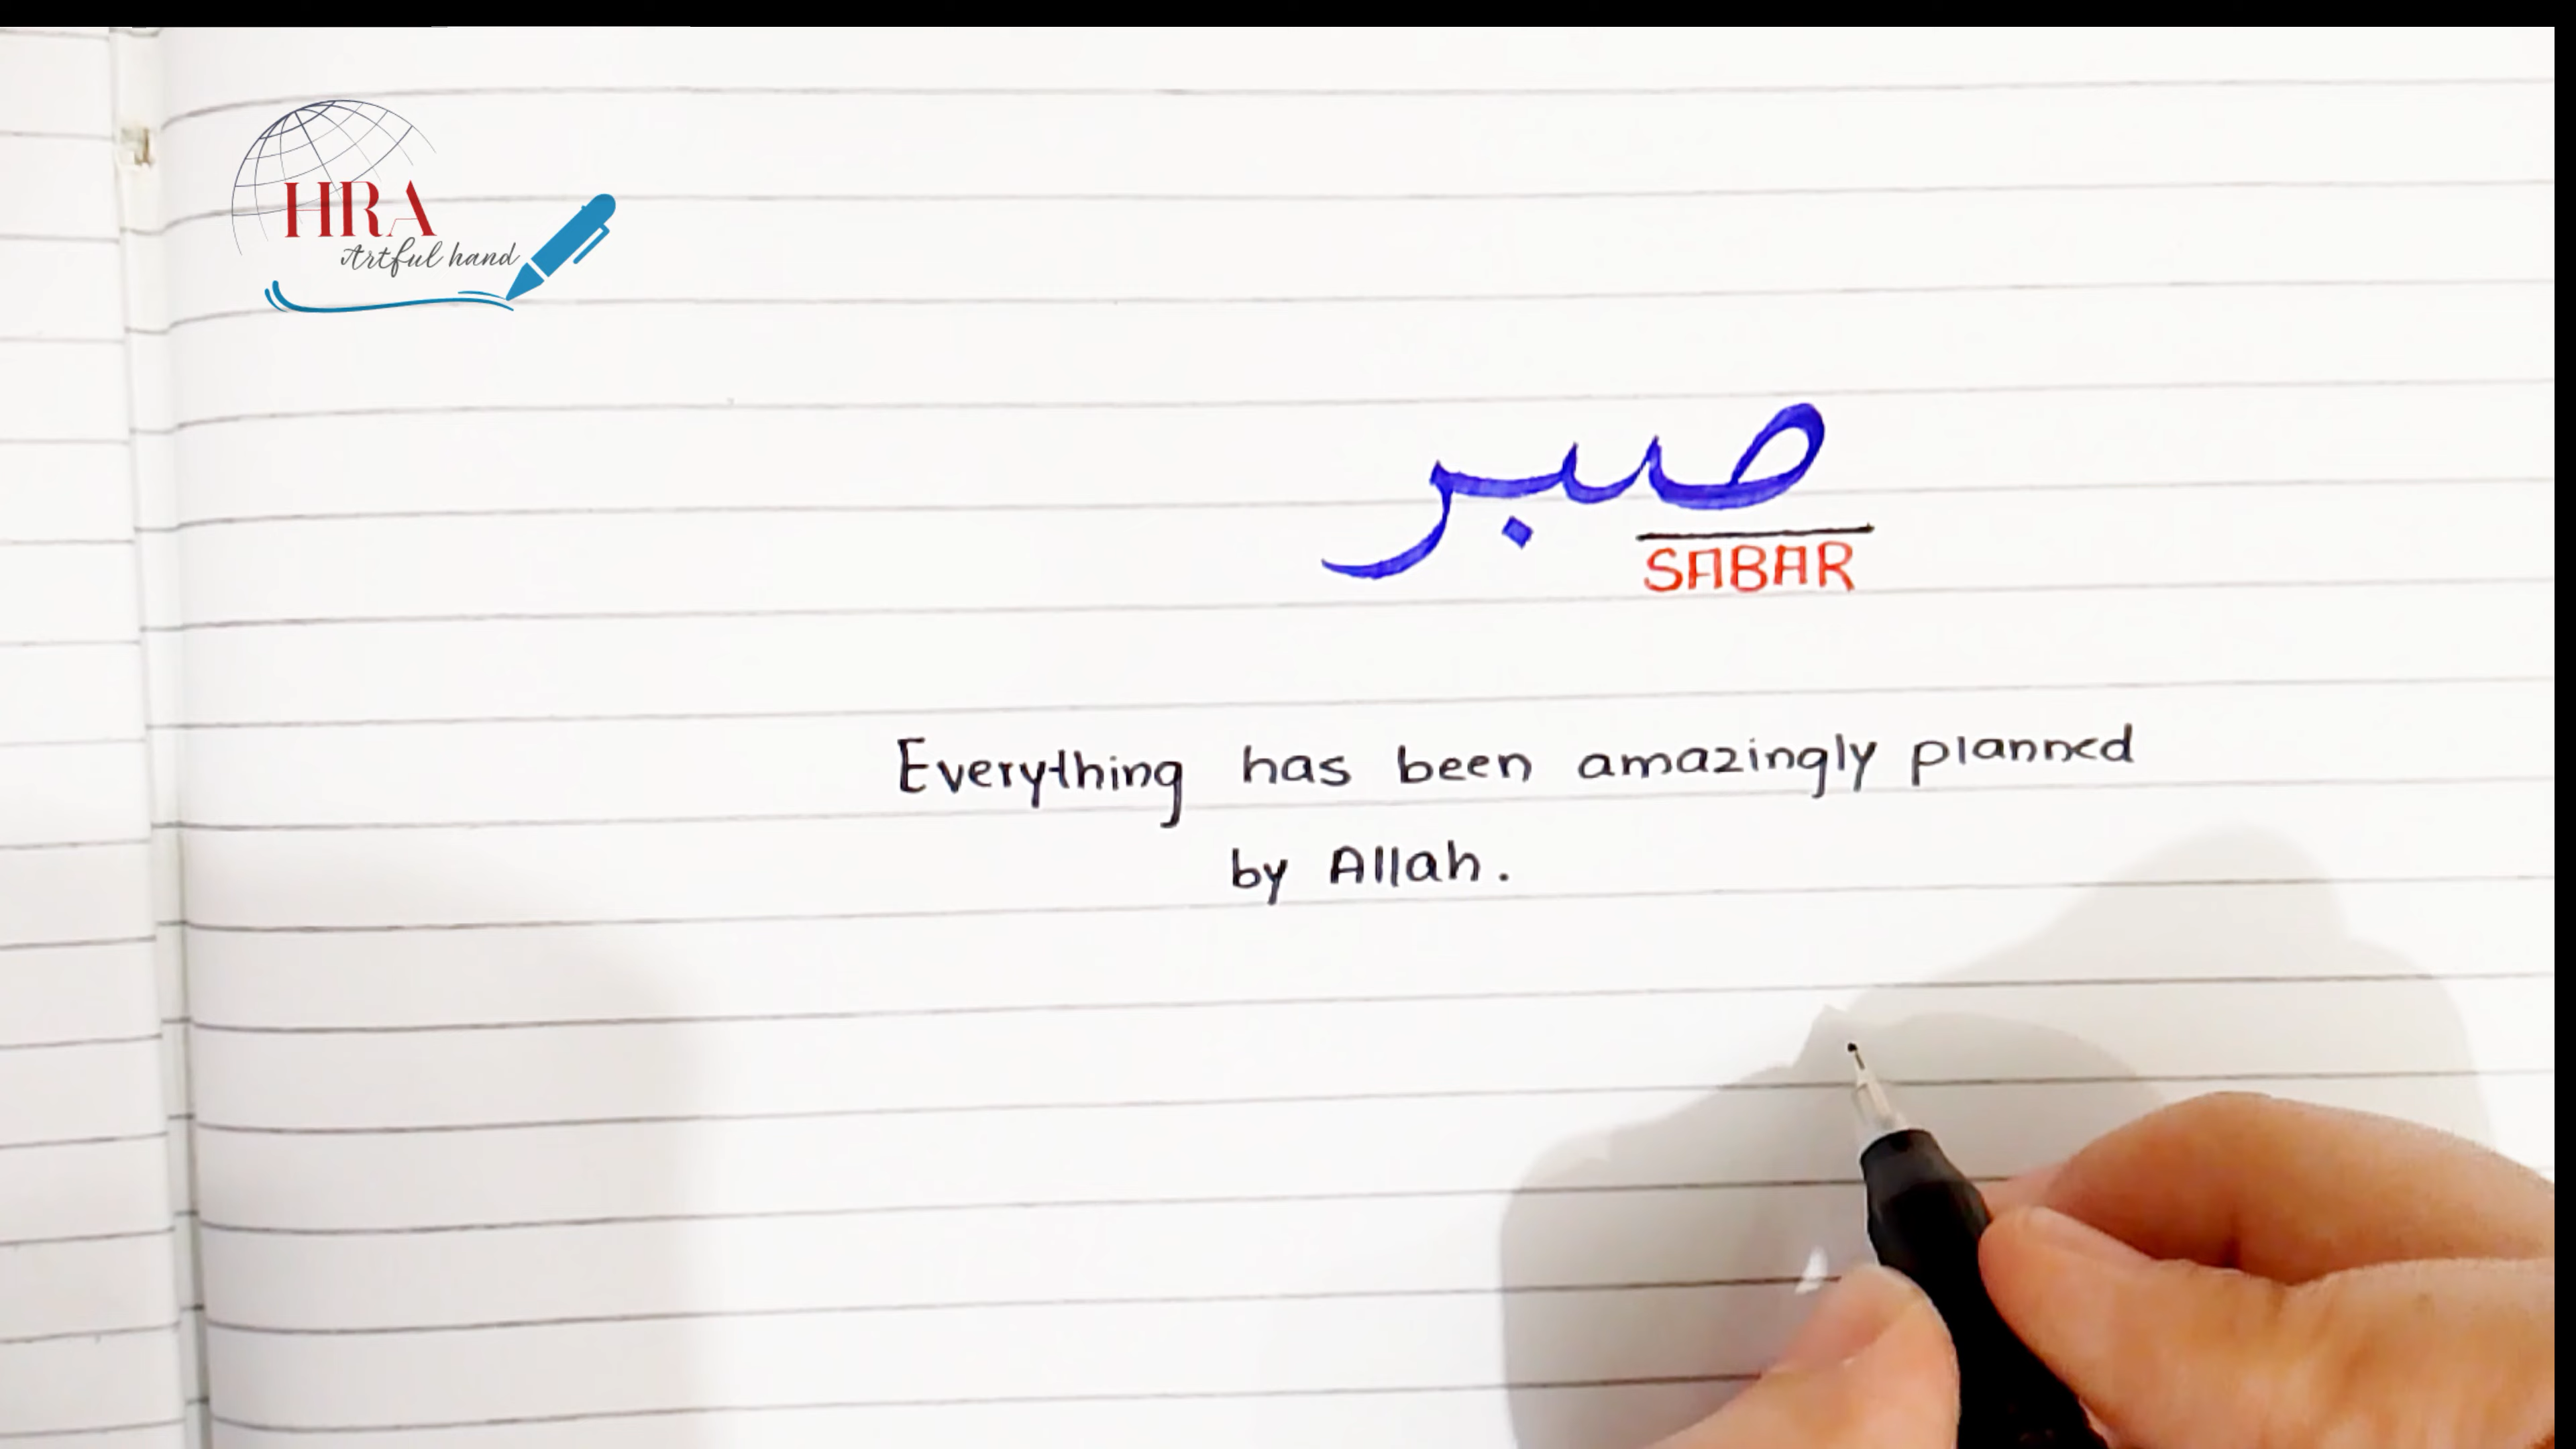 HRA
Artful hand
صبر
SABAR
Everything has been amazingly planned
by Allah.